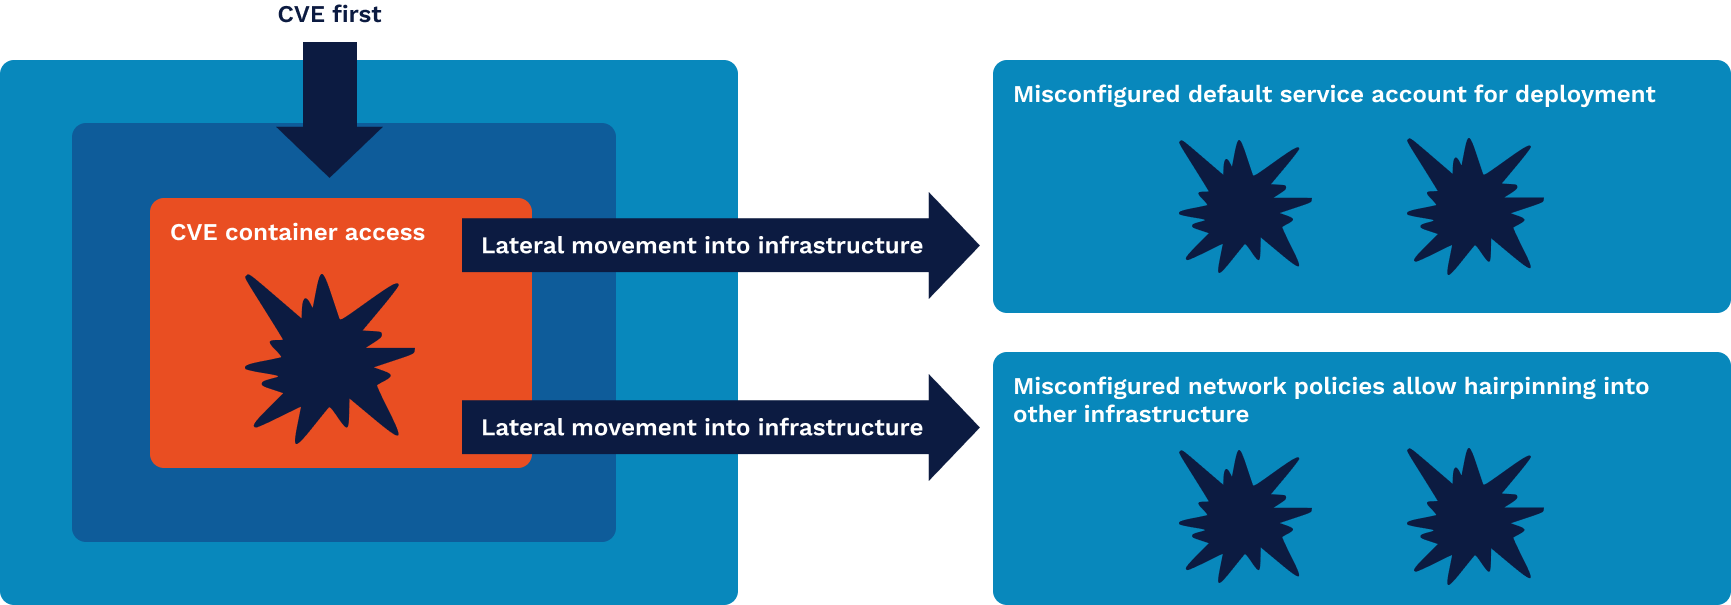 CVE first
CVE container access
Lateral movement into infrastructure
Lateral movement into infrastructure
Misconfigured default service account for deployment
Misconfigured network policies allow hairpinning into
other infrastructure